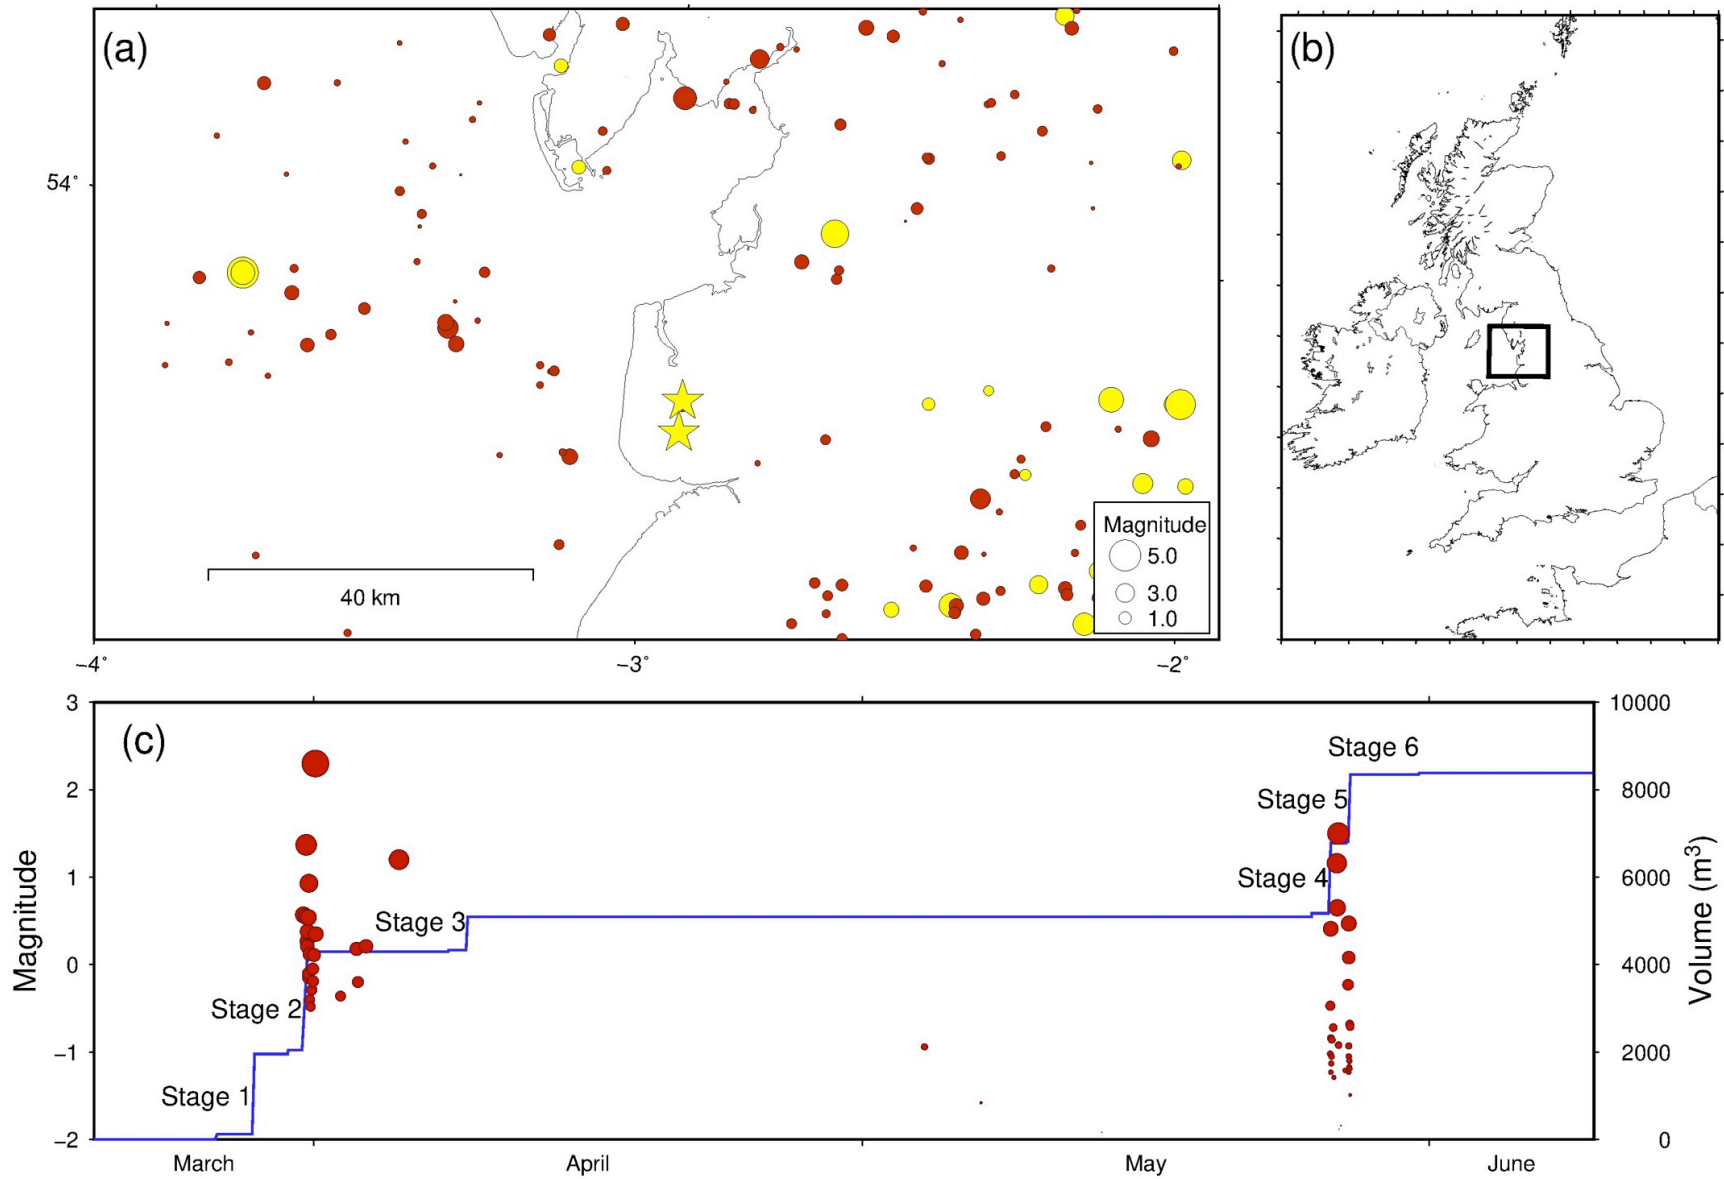 (a)
54°
Magnitude
5.0
3.0
1.0
40 km
−4°
−3°
−2°
(b)
(c)
3
2
1
0
−1
−2
Magnitude
Stage 1
Stage 2
Stage 3
Stage 4
Stage 5
Stage 6
10000
8000
6000
4000
2000
0
Volume (m³)
March
April
May
June